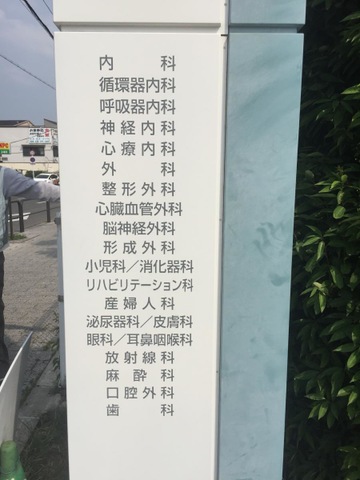 内科
循環器内科
呼吸器内科
神経内科
心療内科
外科
整形外科
心臓血管外科
脳神経外科
形成外科
小児科／消化器科
リハビリテーション科
産婦人科
泌尿器科／皮膚科
眼科／耳鼻咽喉科
放射線科
麻酔科
口腔外科
歯科